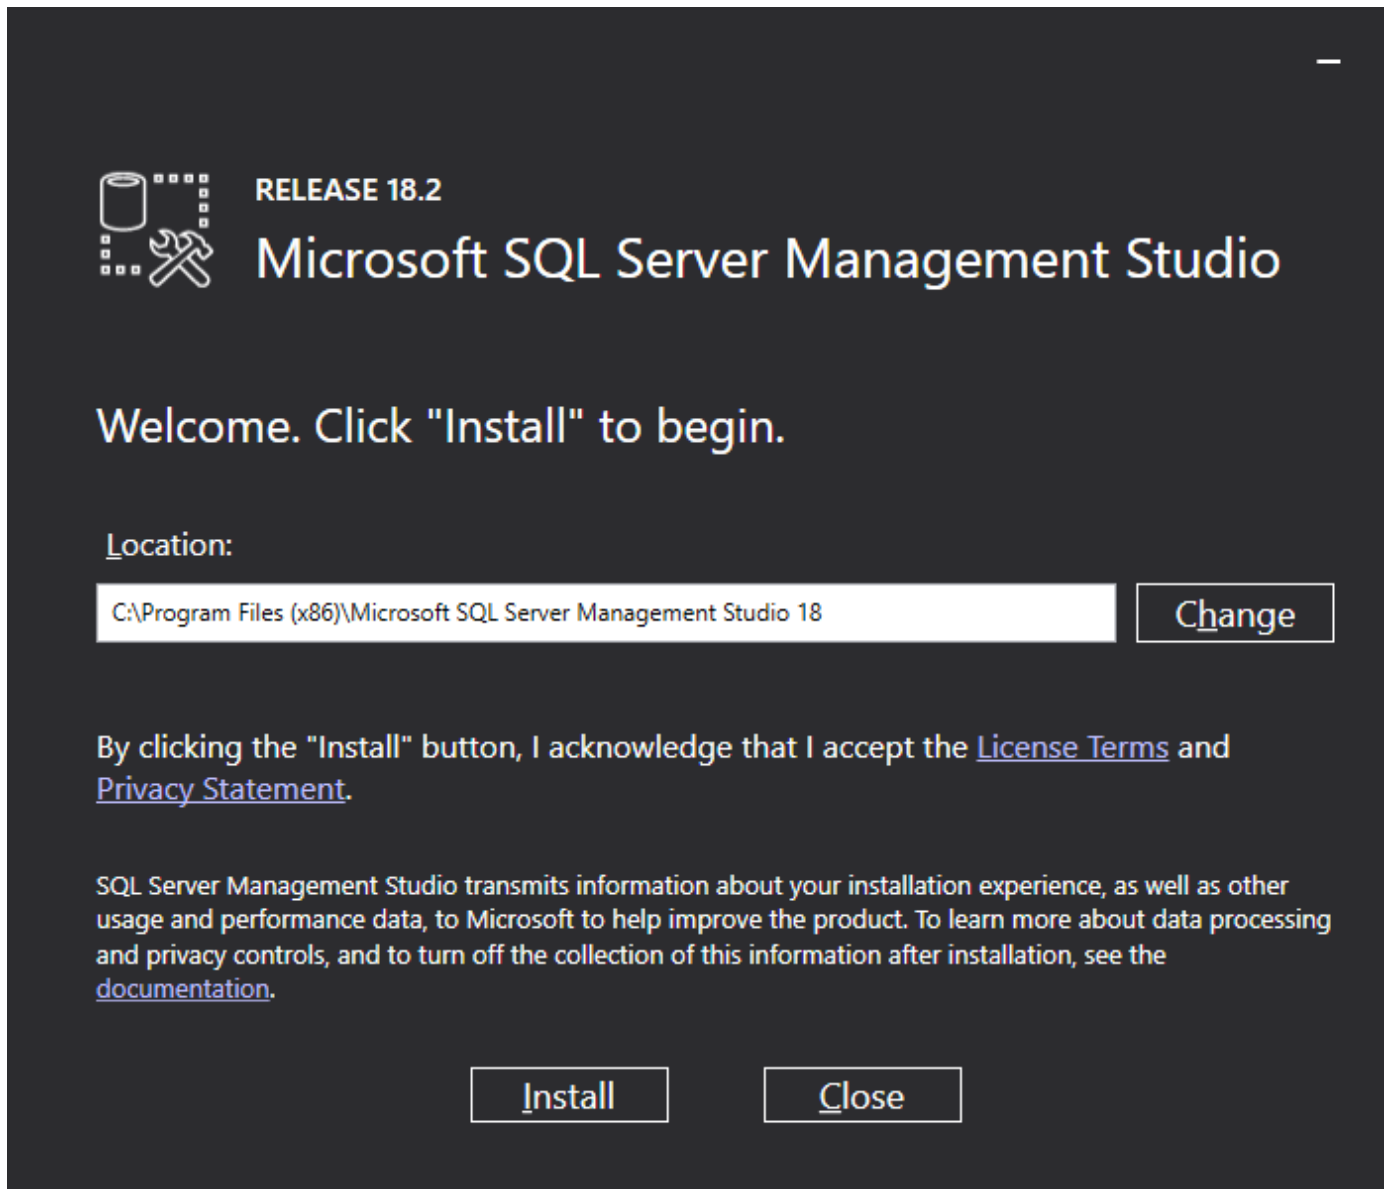 RELEASE 18.2
Microsoft SQL Server Management Studio
Welcome. Click "Install" to begin.
Location:
C:\Program Files (x86)\Microsoft SQL Server Management Studio 18
Change
By clicking the "Install" button, I acknowledge that I accept the License Terms and
Privacy Statement.
SQL Server Management Studio transmits information about your installation experience, as well as other
usage and performance data, to Microsoft to help improve the product. To learn more about data processing
and privacy controls, and to turn off the collection of this information after installation, see the
documentation.
Install
Close